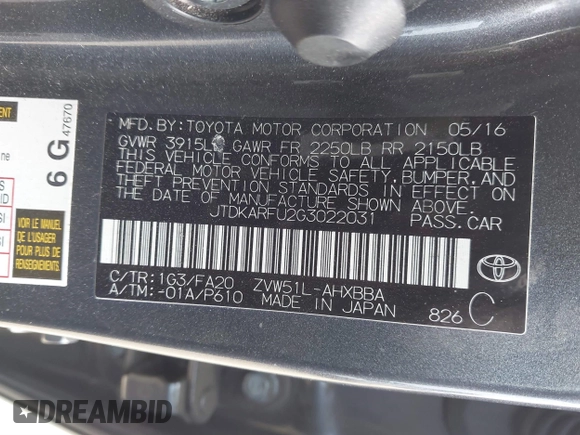 MFD.BY:TOYOTA MOTOR CORPORATION 05/16
GVWR 3915L GAWR FR 2250LB RR 2150LB
THIS VEHICLE CONFORMS TO ALL APPLICABLE
FEDERAL MOTOR VEHICLE SAFETY,BUMPER,AND
THEFT PREVENTION STANDARDS IN EFFECT ON
THE DATE OF MANUFACTURE SHOWN ABOVE.
JTDKARFU2G3022031 PASS.CAR
C/TR:1G3/FA20 ZVW51L-AHXBBA
A/TM:-01A/P610 MADE IN JAPAN
826 C
6 G
47670
VOIR LE MANUEL
DE L'USAGER
POUR PLUS DE
RENSEIGNEMENTS
DREAMBID